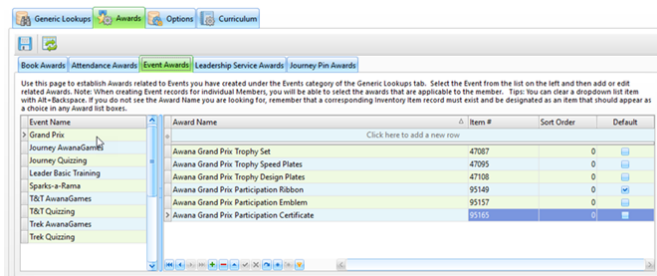 Generic Lookups Awards Options Curriculum
Book Awards Attendance Awards Event Awards Leadership Service Awards Journey Pin Awards
Use this page to establish Awards related to Events you have created under the Events category of the Generic Lookups tab. Select the Event from the list on the left and then add or edit
related Awards. Note: When creating Event records for individual Members, you will be able to select the awards that are applicable to the member. Tips: You can clear a dropdown list item
with Alt+Backspace. If you do not see the Award Name you are looking for, remember that a corresponding Inventory Item record must exist and be designated as an item that should appear as
a choice in any Award list boxes.
Event Name
Grand Prix
Journey AwanaGames
Journey Quizzing
Leader Basic Training
Sparks-a-Rama
T&T AwanaGames
T&T Quizzing
Trek AwanaGames
Trek Quizzing
Award Name Item # Sort Order Default
Click here to add a new row
Awana Grand Prix Trophy Set 47087 0
Awana Grand Prix Trophy Speed Plates 47095 0
Awana Grand Prix Trophy Design Plates 47108 0
Awana Grand Prix Participation Ribbon 95149 0
Awana Grand Prix Participation Emblem 95157 0
Awana Grand Prix Participation Certificate 95165 0